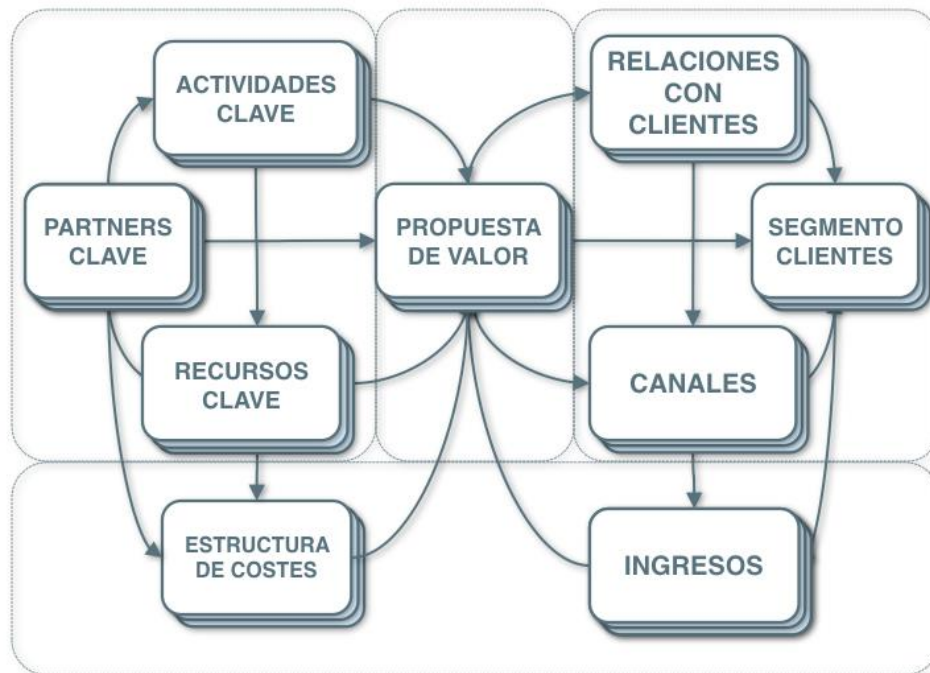 ACTIVIDADES
CLAVE
RELACIONES
CON
CLIENTES
PARTNERS
CLAVE
PROPUESTA
DE VALOR
SEGMENTO
CLIENTES
RECURSOS
CLAVE
CANALES
ESTRUCTURA
DE COSTES
INGRESOS